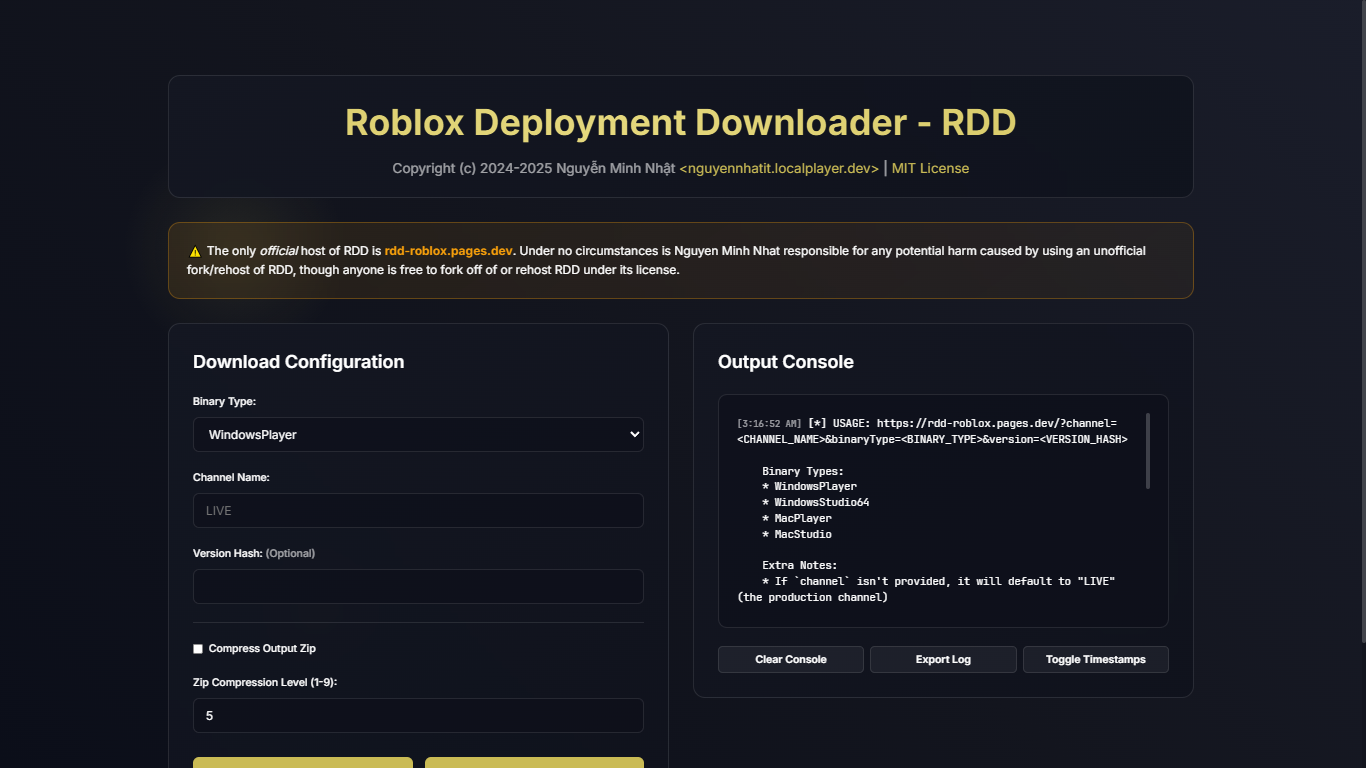 Roblox Deployment Downloader - RDD
Copyright (c) 2024-2025 Nguyễn Minh Nhật <nguyennhatit.localplayer.dev> | MIT License
⚠️ The only official host of RDD is rdd-roblox.pages.dev. Under no circumstances is Nguyen Minh Nhat responsible for any potential harm caused by using an unofficial
fork/rehost of RDD, though anyone is free to fork off of or rehost RDD under its license.
Download Configuration
Binary Type:
WindowsPlayer
Channel Name:
LIVE
Version Hash: (Optional)
Compress Output Zip
Zip Compression Level (1-9):
5
Output Console
[3:16:52 AM] [*] USAGE: https://rdd-roblox.pages.dev/?channel=
<CHANNEL_NAME>&binaryType=<BINARY_TYPE>&version=<VERSION_HASH>
Binary Types:
* WindowsPlayer
* WindowsStudio64
* MacPlayer
* MacStudio
Extra Notes:
* If `channel` isn't provided, it will default to "LIVE"
(the production channel)
Clear Console
Export Log
Toggle Timestamps